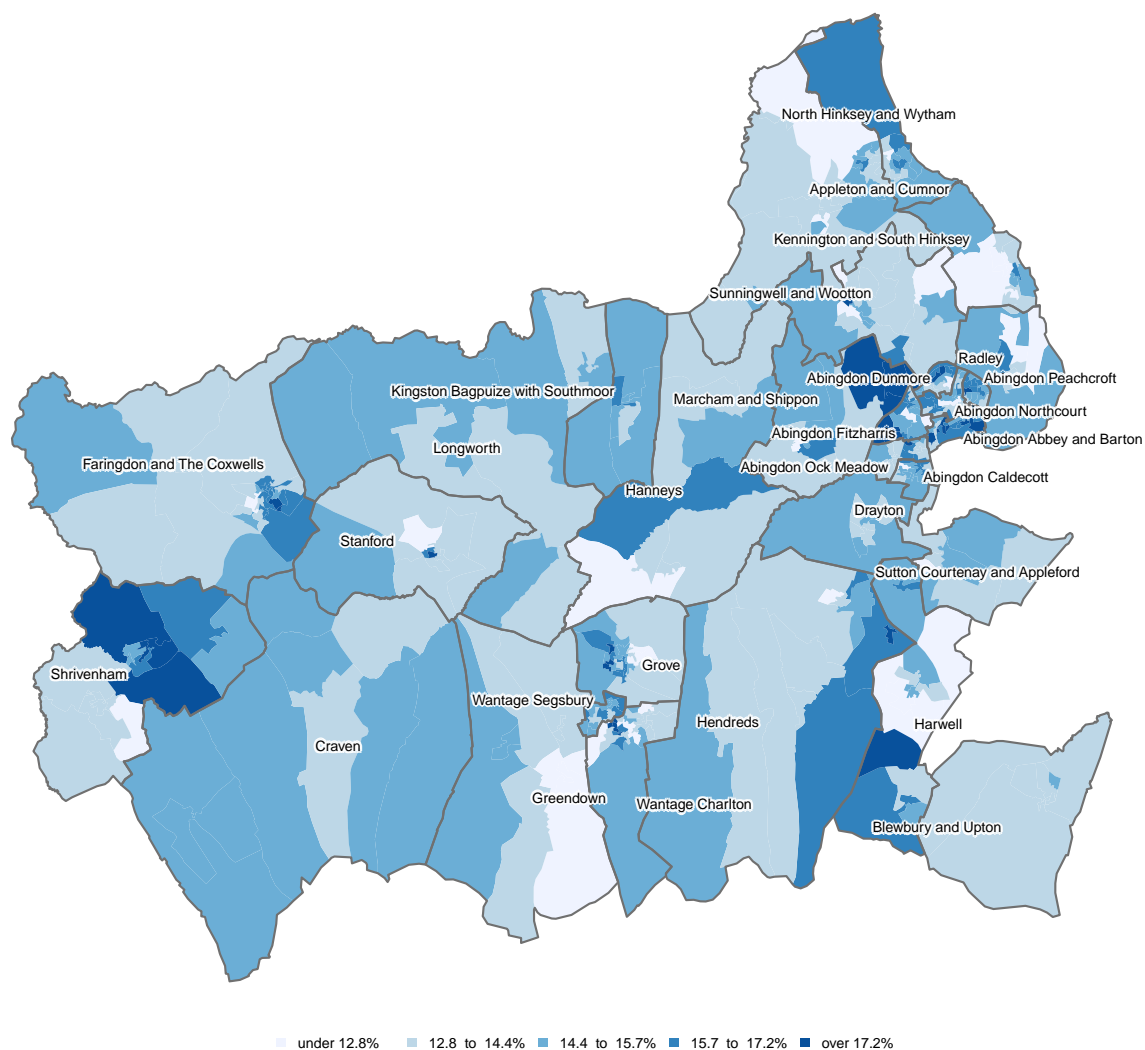 North Hinksey and Wytham
Appleton and Cumnor
Kennington and South Hinksey
Sunningwell and Wootton
Radley
Abingdon Dunmore
Abingdon Peachcroft
Kingston Bagpuize with Southmoor
Marcham and Shippon
Abingdon Northcourt
Abingdon Fitzharris
Abingdon Abbey and Barton
Longworth
Faringdon and The Coxwells
Abingdon Ock Meadow
Abingdon Caldecott
Hanneys
Drayton
Stanford
Sutton Courtenay and Appleford
Grove
Shrivenham
Wantage Segsbury
Hendreds
Harwell
Craven
Greendown
Wantage Charlton
Blewbury and Upton
under 12.8% 12.8 to 14.4% 14.4 to 15.7% 15.7 to 17.2% over 17.2%